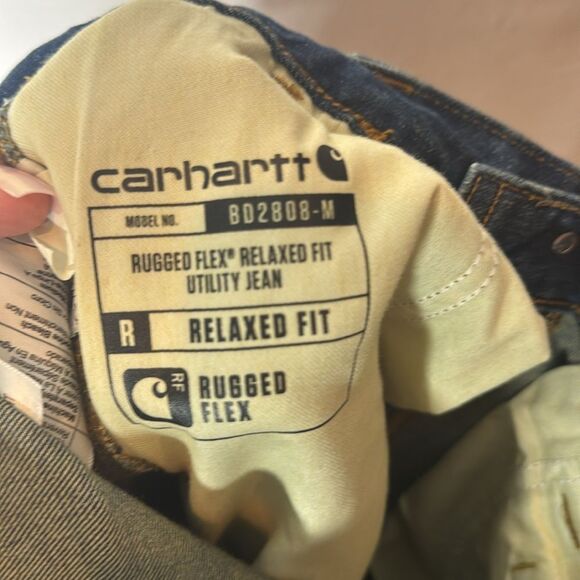 carhartt
MODEL NO. BD2808-M
RUGGED FLEX® RELAXED FIT
UTILITY JEAN
R RELAXED FIT
RF RUGGED
FLEX